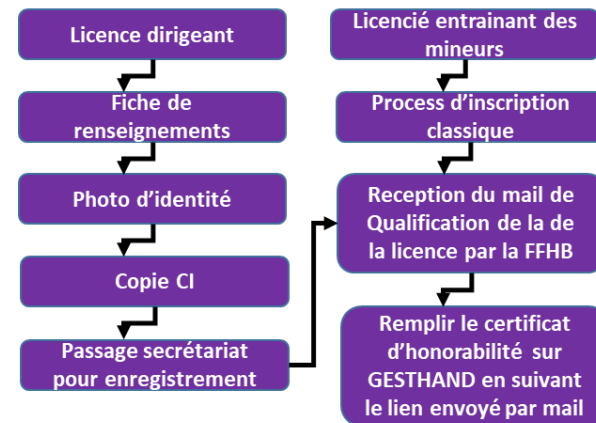 Licence dirigeant
Fiche de
renseignements
Photo d'identité
Copie CI
Passage secrétariat
pour enregistrement
Licencié entrainant des
mineurs
Process d'inscription
classique
Reception du mail de
Qualification de la de
la licence par la FFHB
Remplir le certificat
d'honorabilité sur
GESTHAND en suivant
le lien envoyé par mail